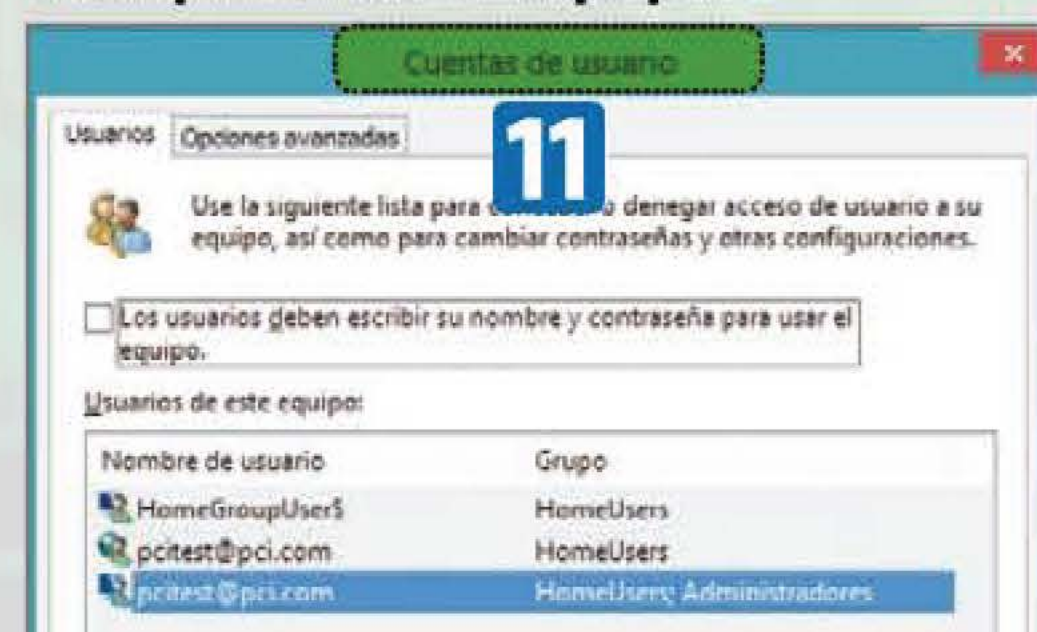 Cuentas de usuario
11
Usuarios
Opciones avanzadas
Use la siguiente lista para denegar acceso de usuario a su
equipo, así como para cambiar contraseñas y otras configuraciones.
Los usuarios deben escribir su nombre y contraseña para usar el
equipo.
Usuarios de este equipo:
Nombre de usuario Grupo
HomeGroupUser$ HomeUsers
pcitest@pci.com HomeUsers
pcitest@pci.com HomeUsers; Administradores